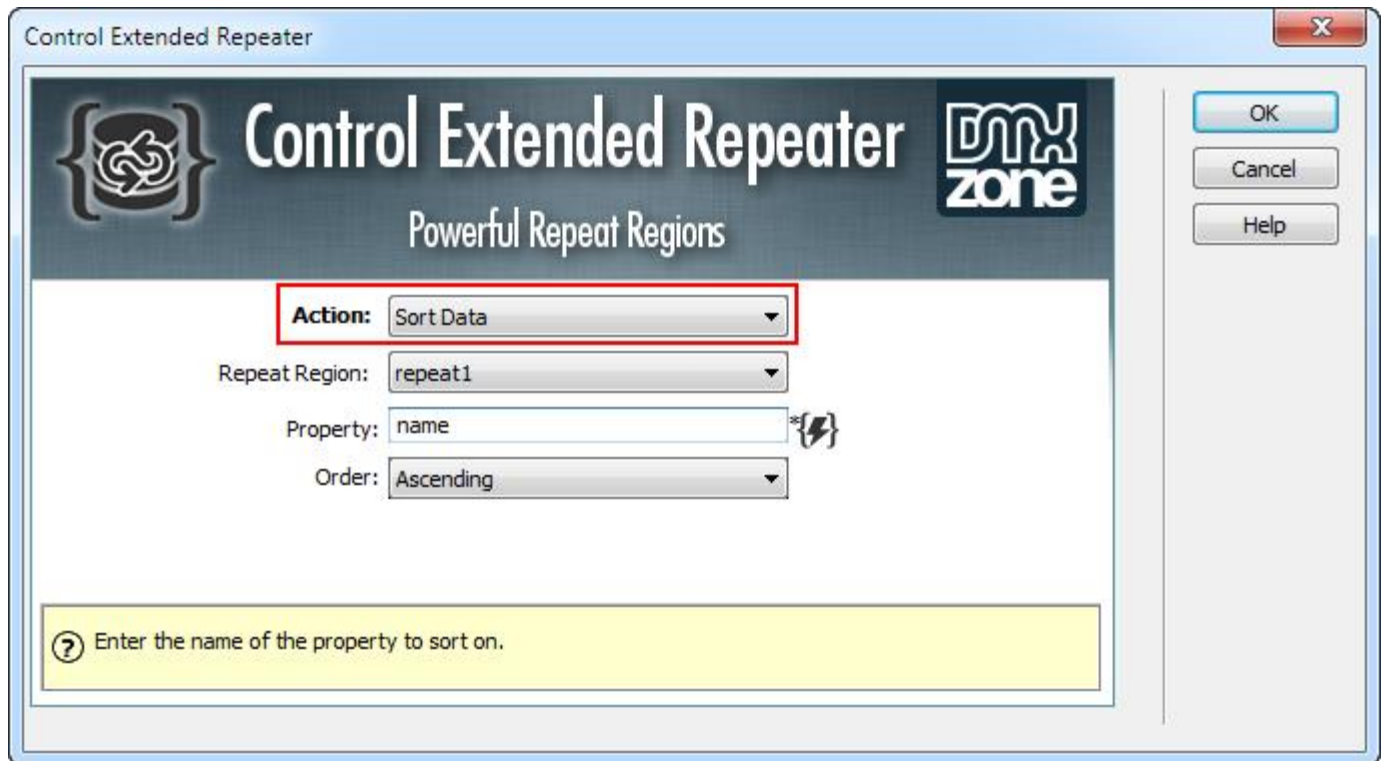 Control Extended Repeater
Control Extended Repeater
DMX
zone
Powerful Repeat Regions
OK
Cancel
Help
Action: Sort Data
Repeat Region: repeat1
Property: name
Order: Ascending
Enter the name of the property to sort on.